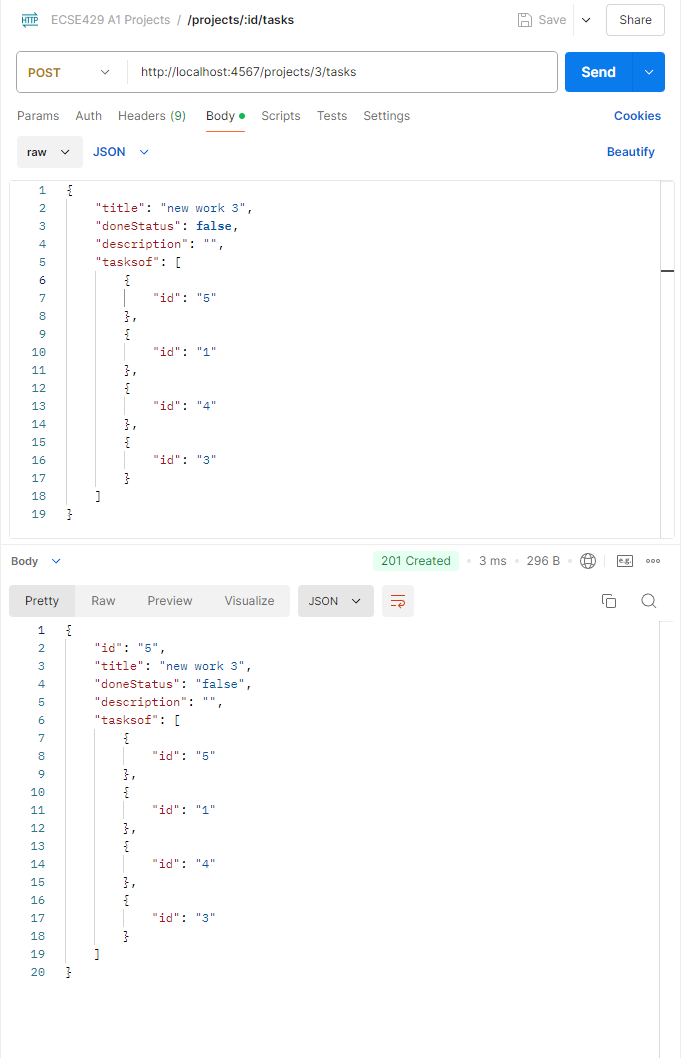 HTTP ECSE429 A1 Projects / /projects/:id/tasks Save Share
POST http://localhost:4567/projects/3/tasks Send
Params Auth Headers (9) Body Scripts Tests Settings Cookies
raw JSON Beautify
1 {
2 "title": "new work 3",
3 "doneStatus": false,
4 "description": "",
5 "tasksof": [
6 {
7 "id": "5"
8 },
9 {
10 "id": "1"
11 },
12 {
13 "id": "4"
14 },
15 {
16 "id": "3"
17 }
18 ]
19 }
Body 201 Created 3 ms 296 B e.g.
Pretty Raw Preview Visualize JSON
1 {
2 "id": "5",
3 "title": "new work 3",
4 "doneStatus": "false",
5 "description": "",
6 "tasksof": [
7 {
8 "id": "5"
9 },
10 {
11 "id": "1"
12 },
13 {
14 "id": "4"
15 },
16 {
17 "id": "3"
18 }
19 ]
20 }